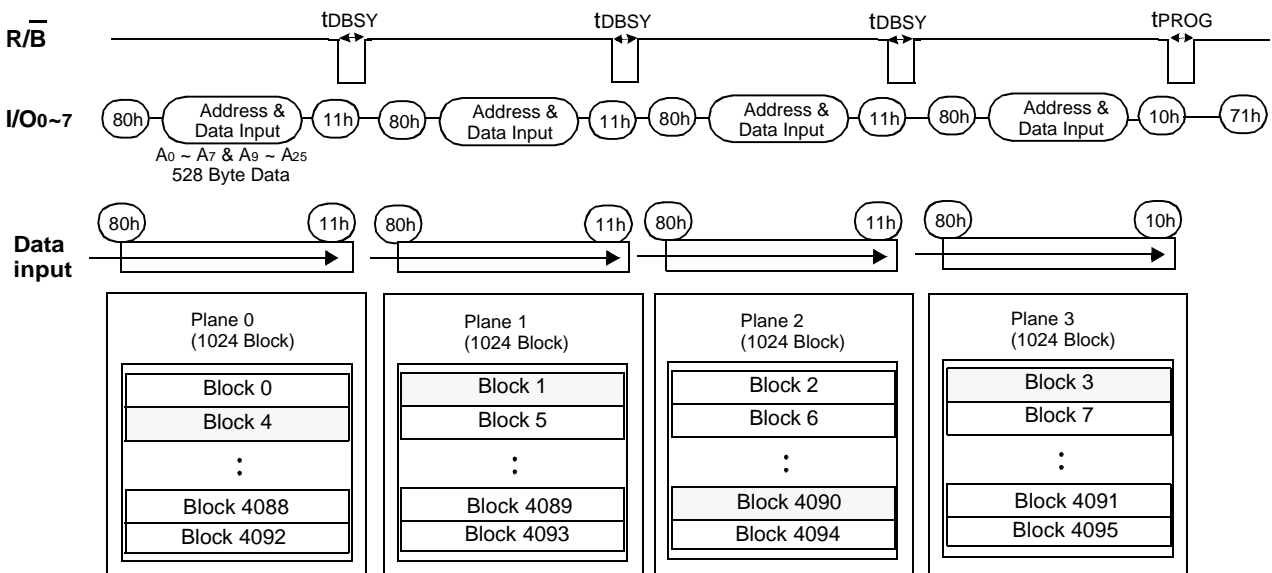 tDBSY tDBSY tDBSY tPROG
R/B
I/O0~7 80h Address & Data Input 11h 80h Address & Data Input 11h 80h Address & Data Input 11h 80h Address & Data Input 10h 71h
A0 ~ A7 & A9 ~ A25
528 Byte Data
80h 11h 80h 11h 80h 11h 80h 10h
Data
input
Plane 0
(1024 Block)
Block 0
Block 4
:
Block 4088
Block 4092
Plane 1
(1024 Block)
Block 1
Block 5
:
Block 4089
Block 4093
Plane 2
(1024 Block)
Block 2
Block 6
:
Block 4090
Block 4094
Plane 3
(1024 Block)
Block 3
Block 7
:
Block 4091
Block 4095